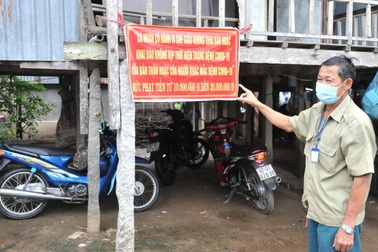 CÁ NHÂN CÓ HÀNH VI CHE GIẤU KHÔNG KHAI BÁO HOẶC
KHAI BÁO KHÔNG KỊP THỜI HIỆN TRẠNG BỆNH COVID-19
CỦA BẢN THÂN HOẶC CỦA NGƯỜI KHÁC MẮC BỆNH COVID-19
MỨC PHẠT TIỀN TỪ 10.000.000 Đ ĐẾN 20.000.000 Đ